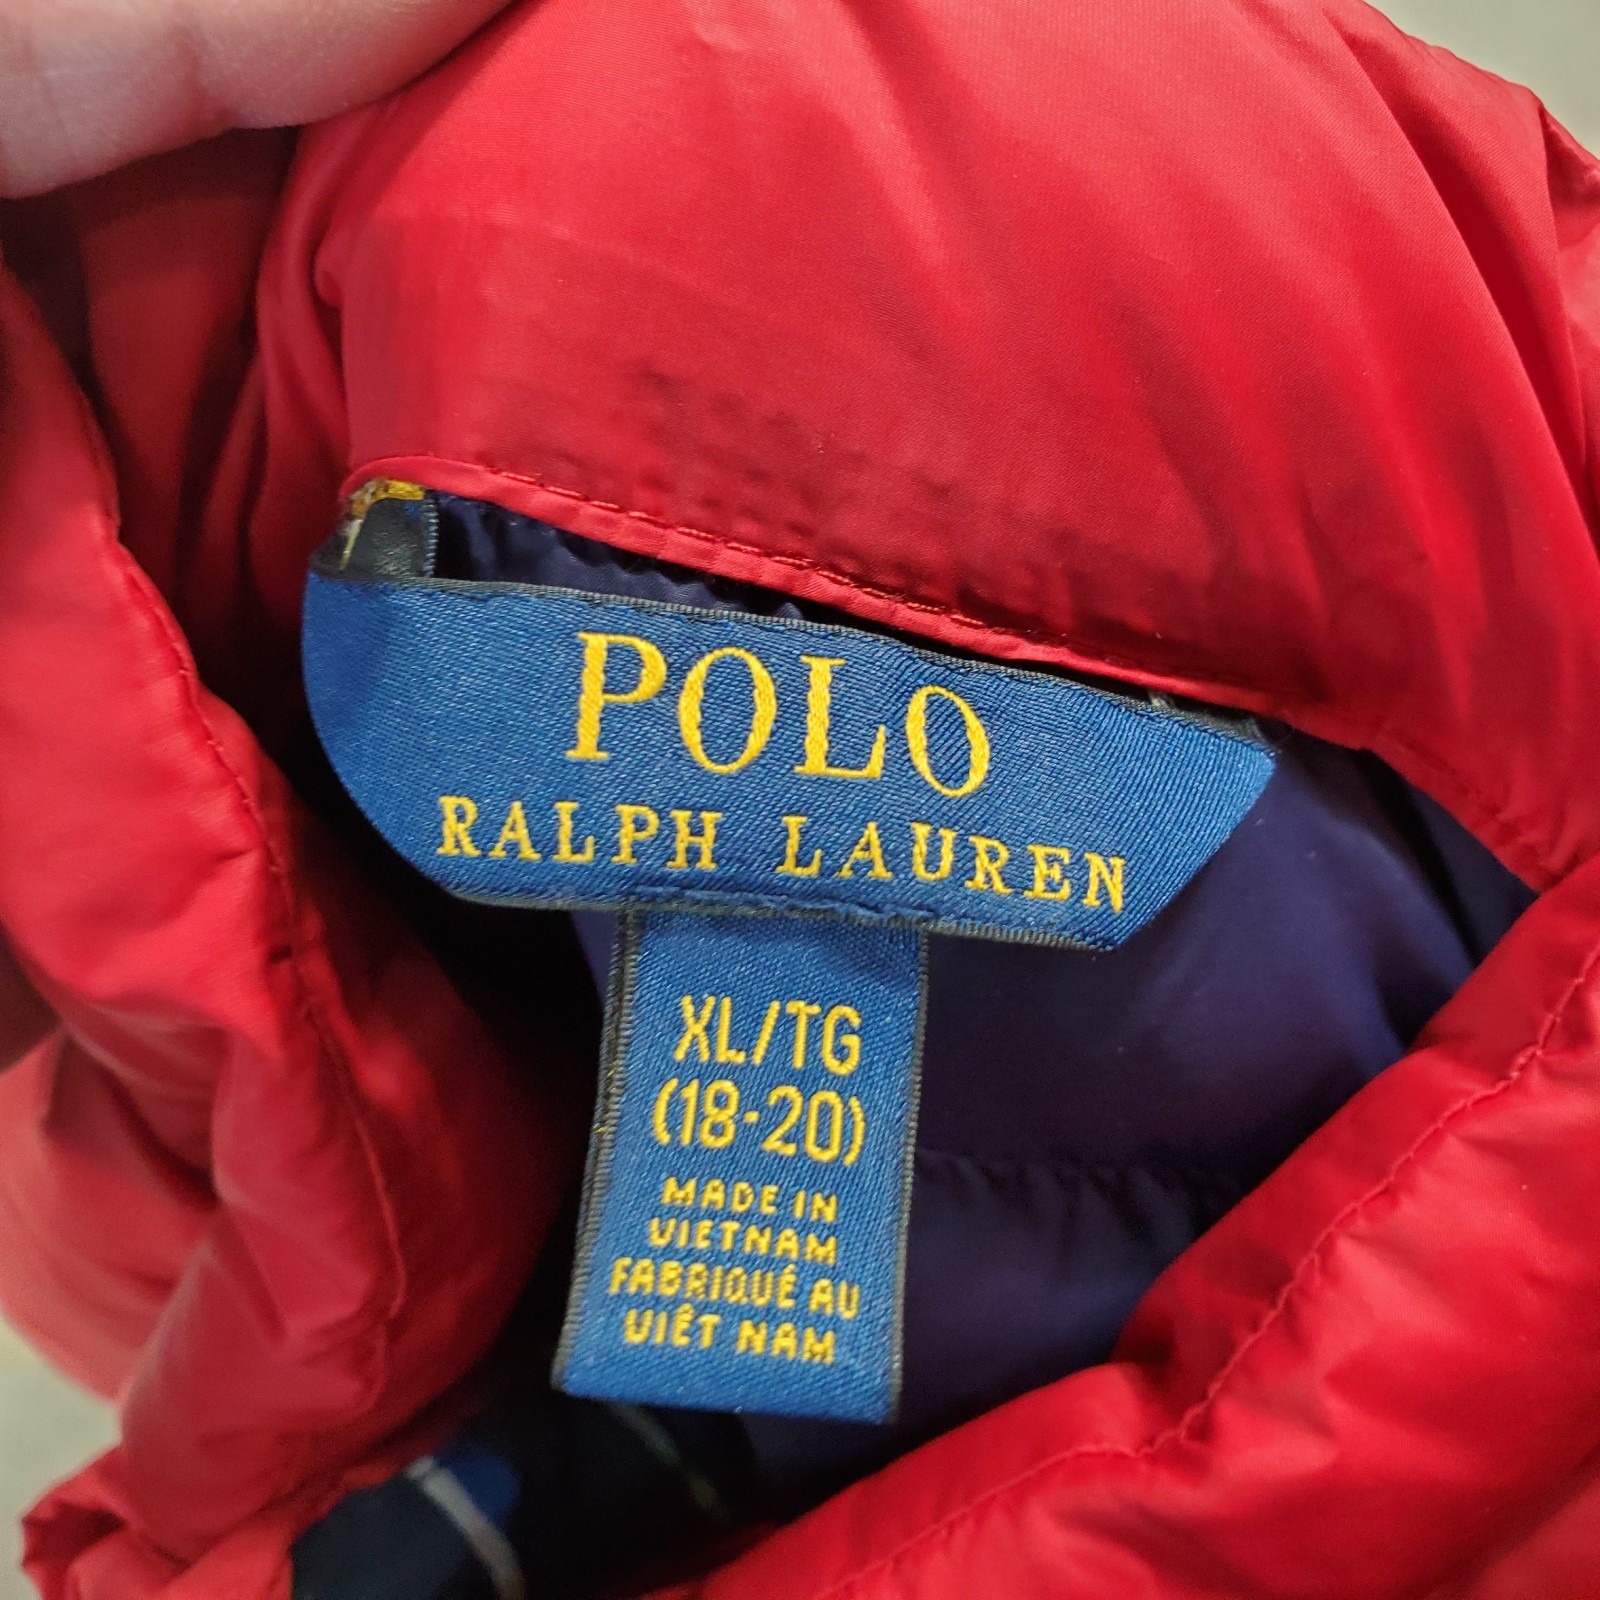 POLO
RALPH LAUREN
XL/TG
(18-20)
MADE IN
VIETNAM
FABRIQUÉ AU
VIÊT NAM